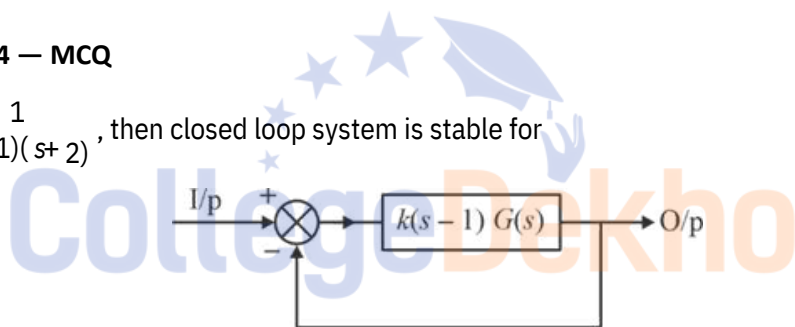 4 — MCQ
1
1)( s+ 2) , then closed loop system is stable for
CollegeDekho
I/p + k(s − 1) G(s) O/p
−